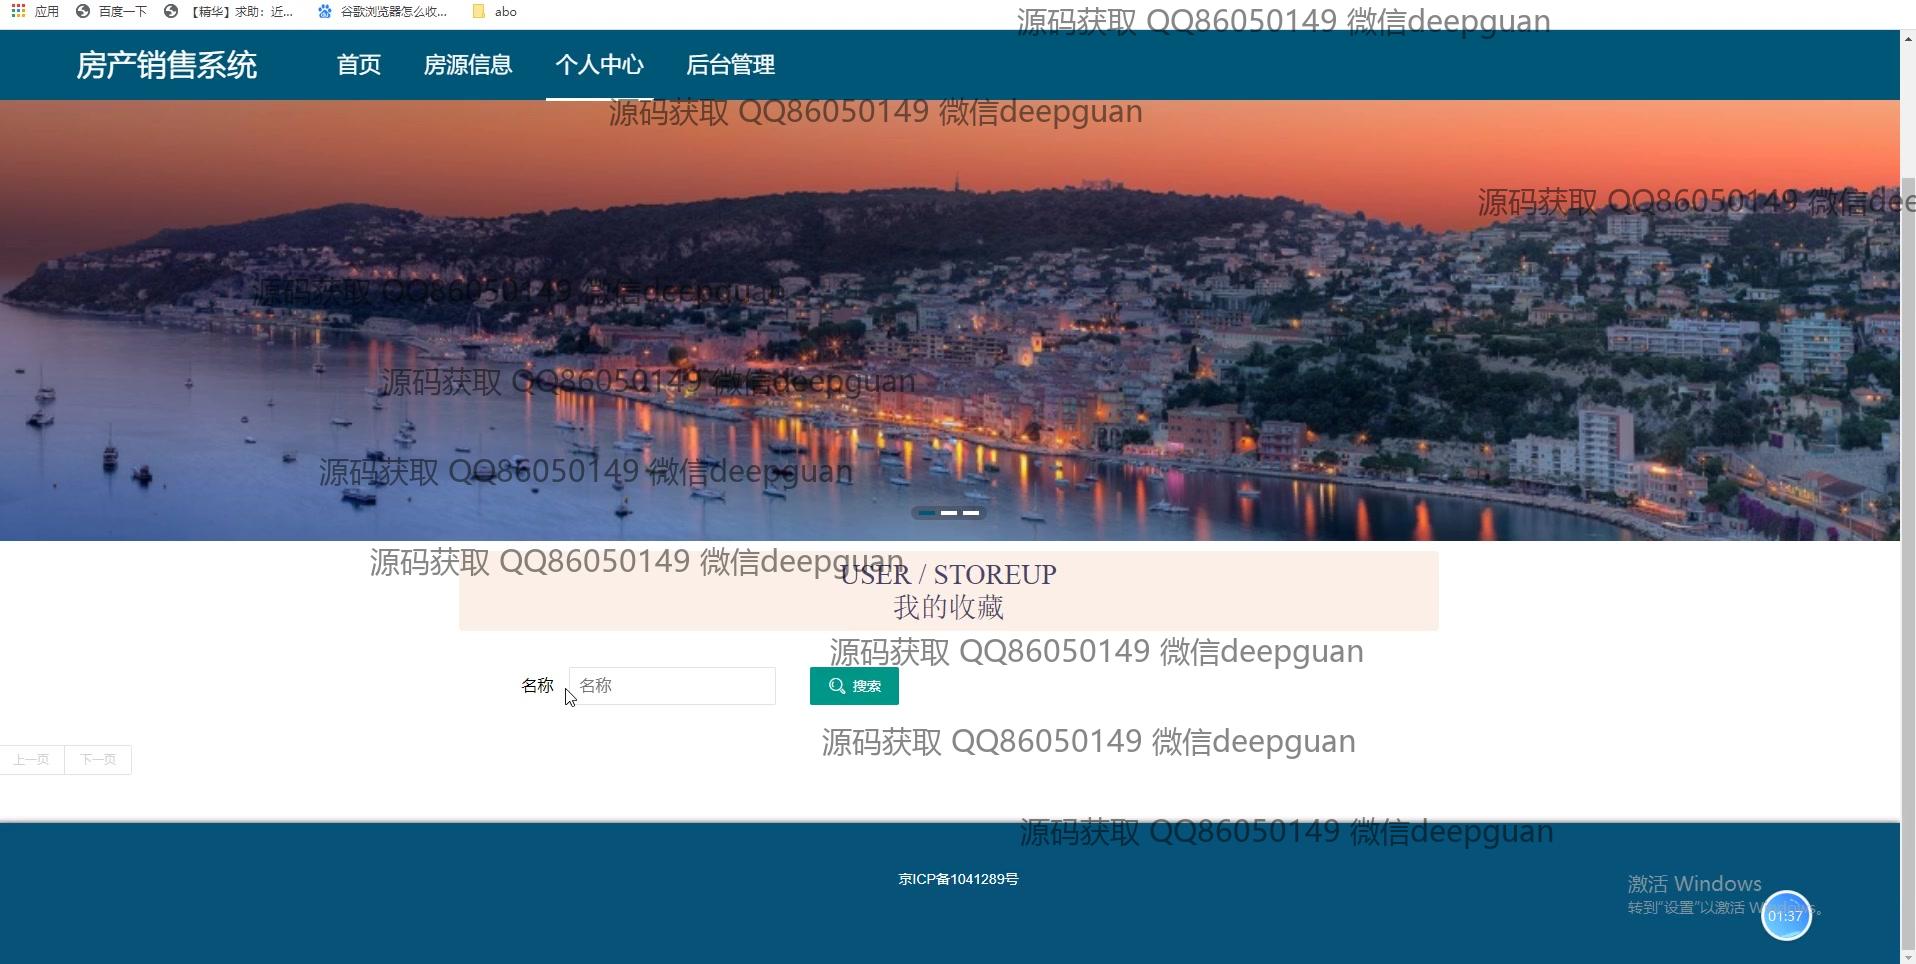 应用 百度一下 【精华】求助：近... 谷歌浏览器怎么收... abo
源码获取 QQ86050149 微信deepguan
房产销售系统 首页 房源信息 个人中心 后台管理
源码获取 QQ86050149 微信deepguan
源码获取 QQ86050149 微信dee
源码获取 QQ86050149 微信deepguan
源码获取 QQ86050149 微信deepguan
源码获取 QQ86050149 微信deepguan
源码获取 QQ86050149 微信deepguan
USER / STOREUP
我的收藏
源码获取 QQ86050149 微信deepguan
名称 名称 搜索
源码获取 QQ86050149 微信deepguan
上一页 下一页
源码获取 QQ86050149 微信deepguan
京ICP备1041289号
激活 Windows
转到“设置”以激活 Windows。
01:37